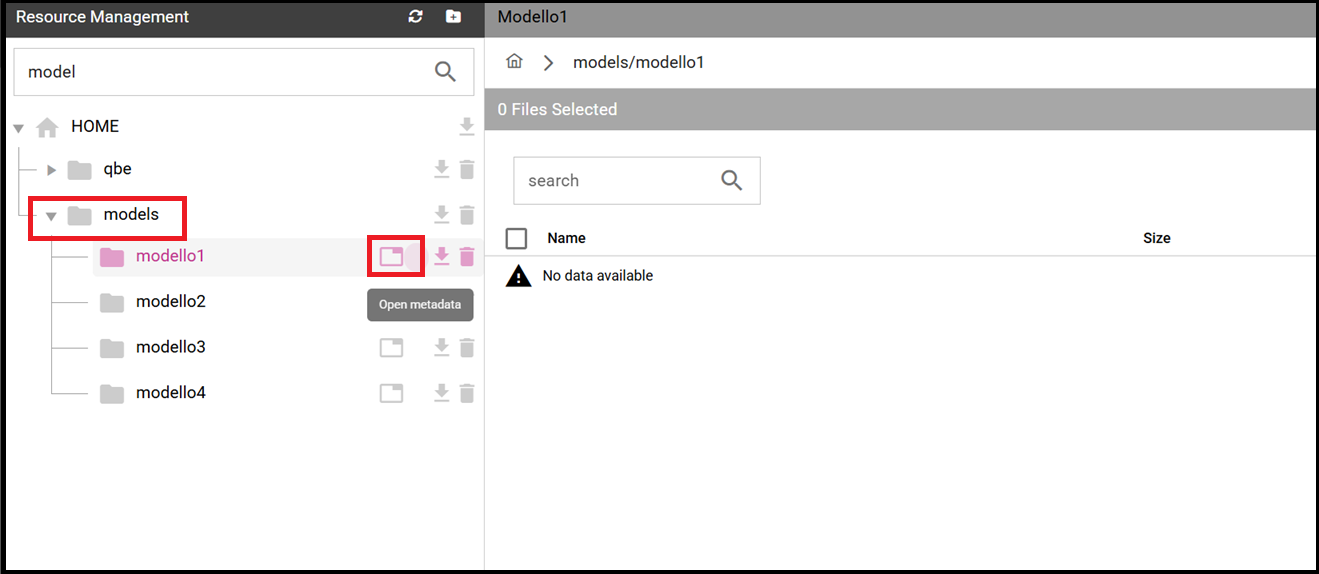 Resource Management
model
HOME
qbe
models
modello1
modello2
Open metadata
modello3
modello4
Modello1
models/modello1
0 Files Selected
search
Name Size
No data available